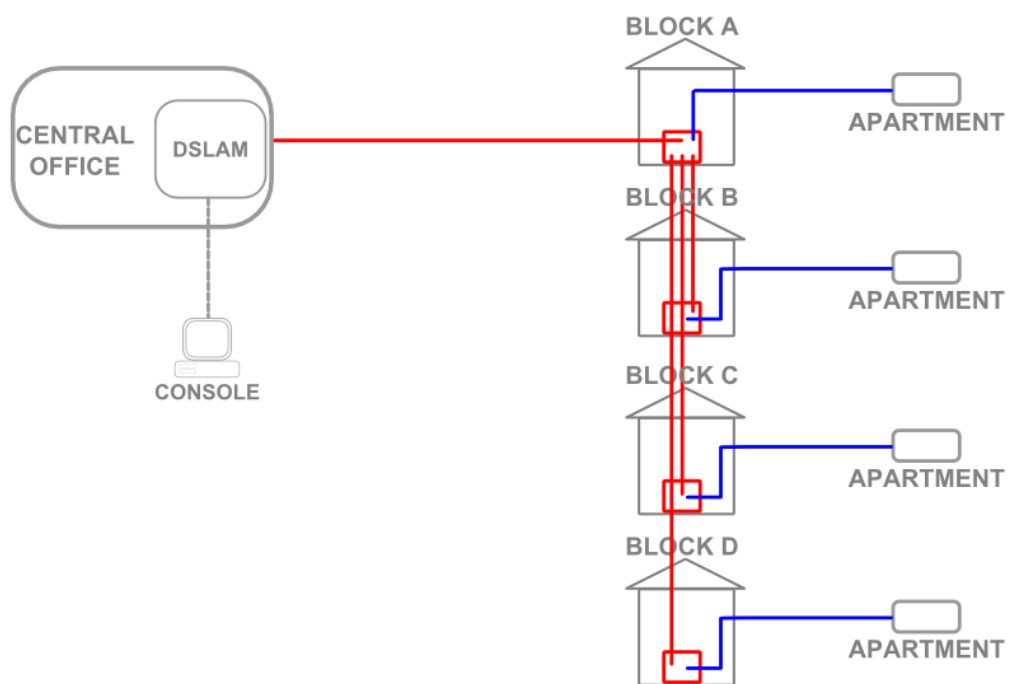 BLOCK A
CENTRAL
OFFICE
DSLAM
APARTMENT
BLOCK B
APARTMENT
CONSOLE
BLOCK C
APARTMENT
BLOCK D
APARTMENT